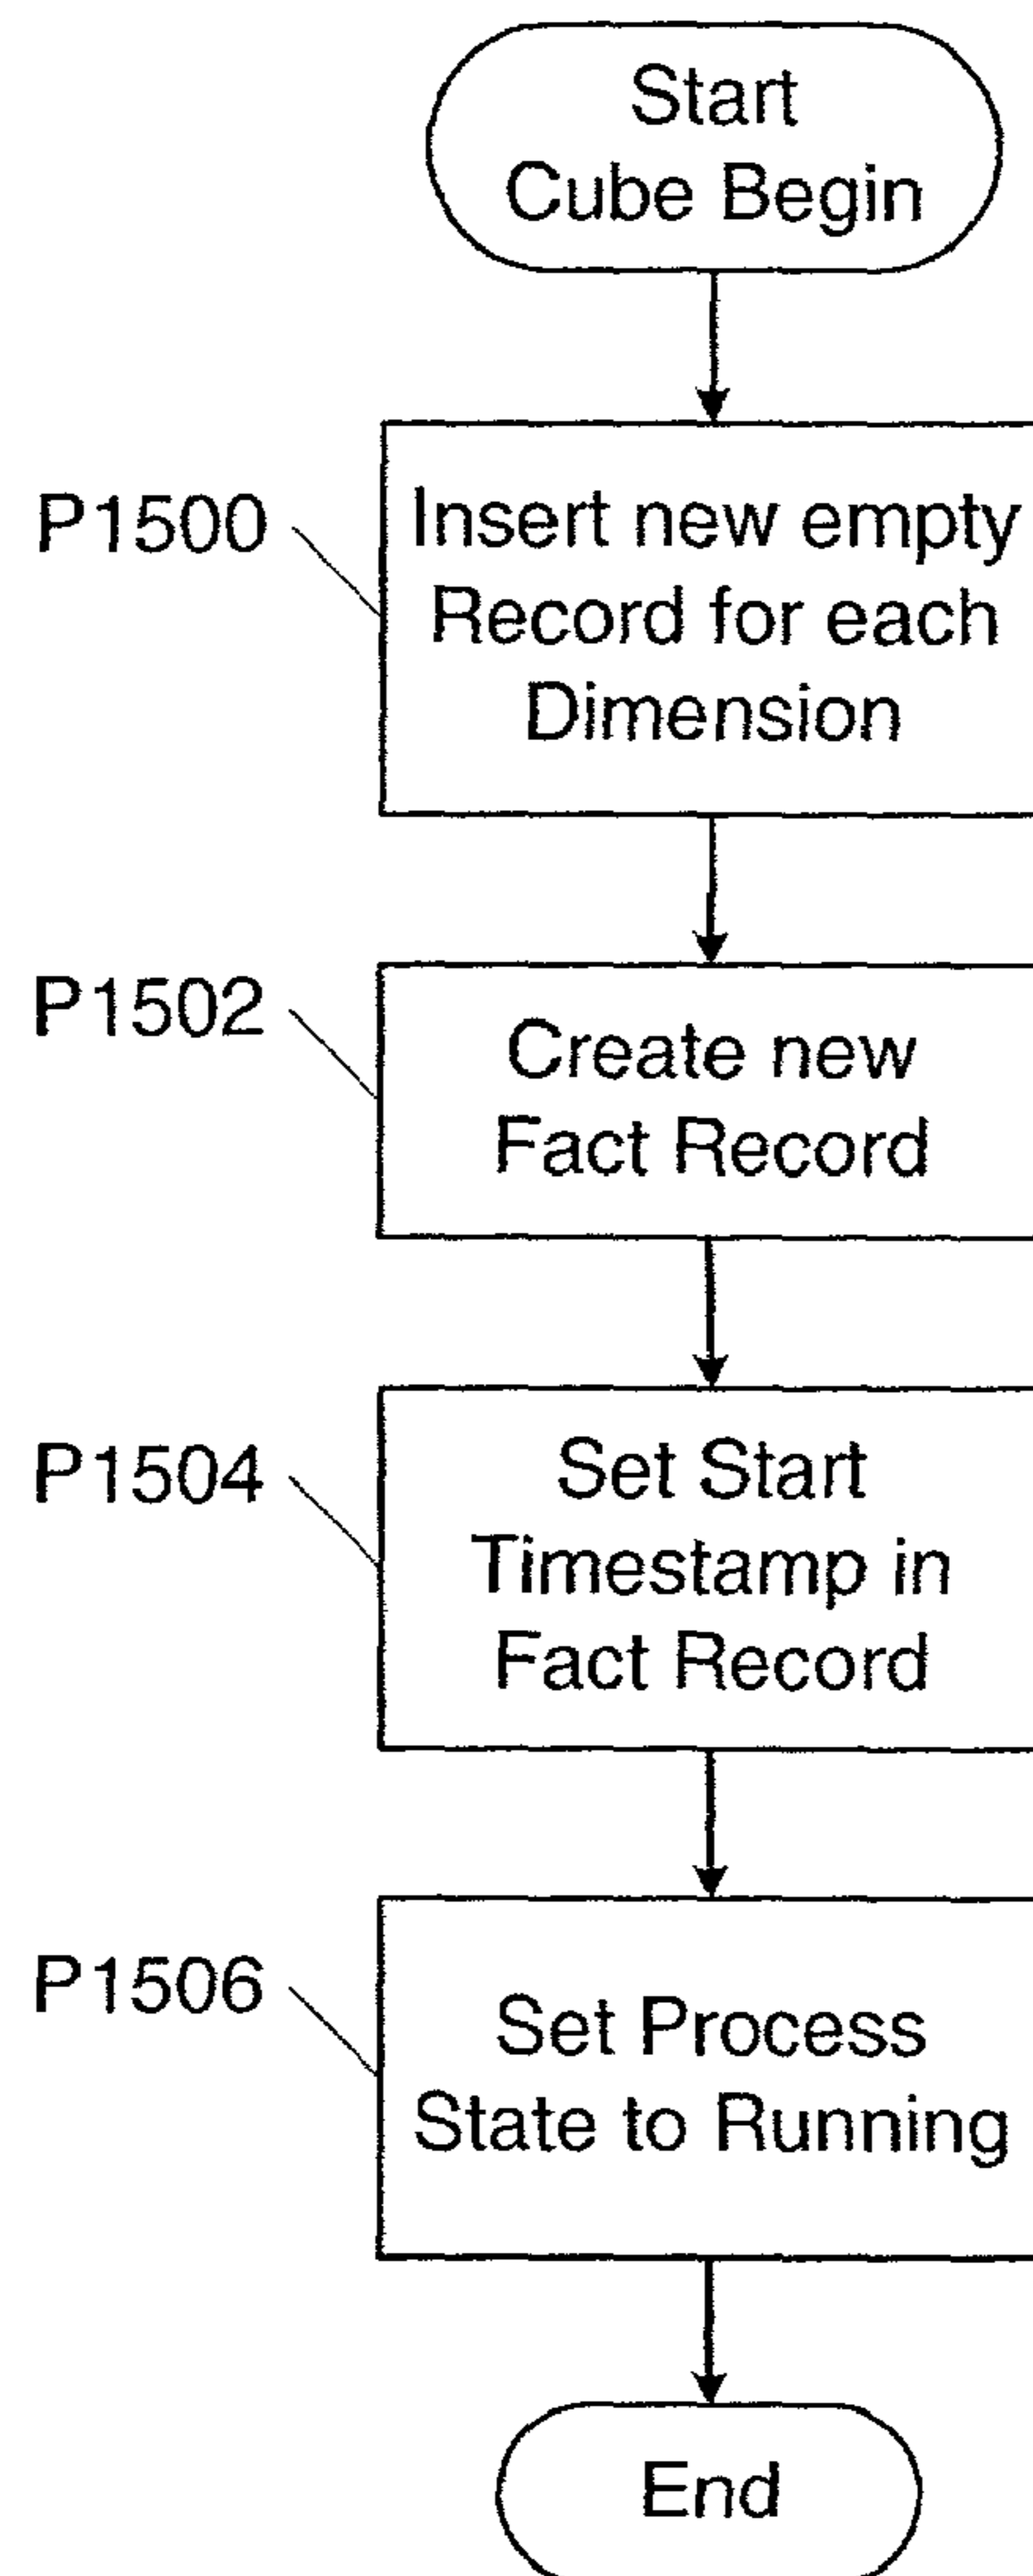 Start
Cube Begin
P1500
Insert new empty
Record for each
Dimension
P1502
Create new
Fact Record
P1504
Set Start
Timestamp in
Fact Record
P1506
Set Process
State to Running
End